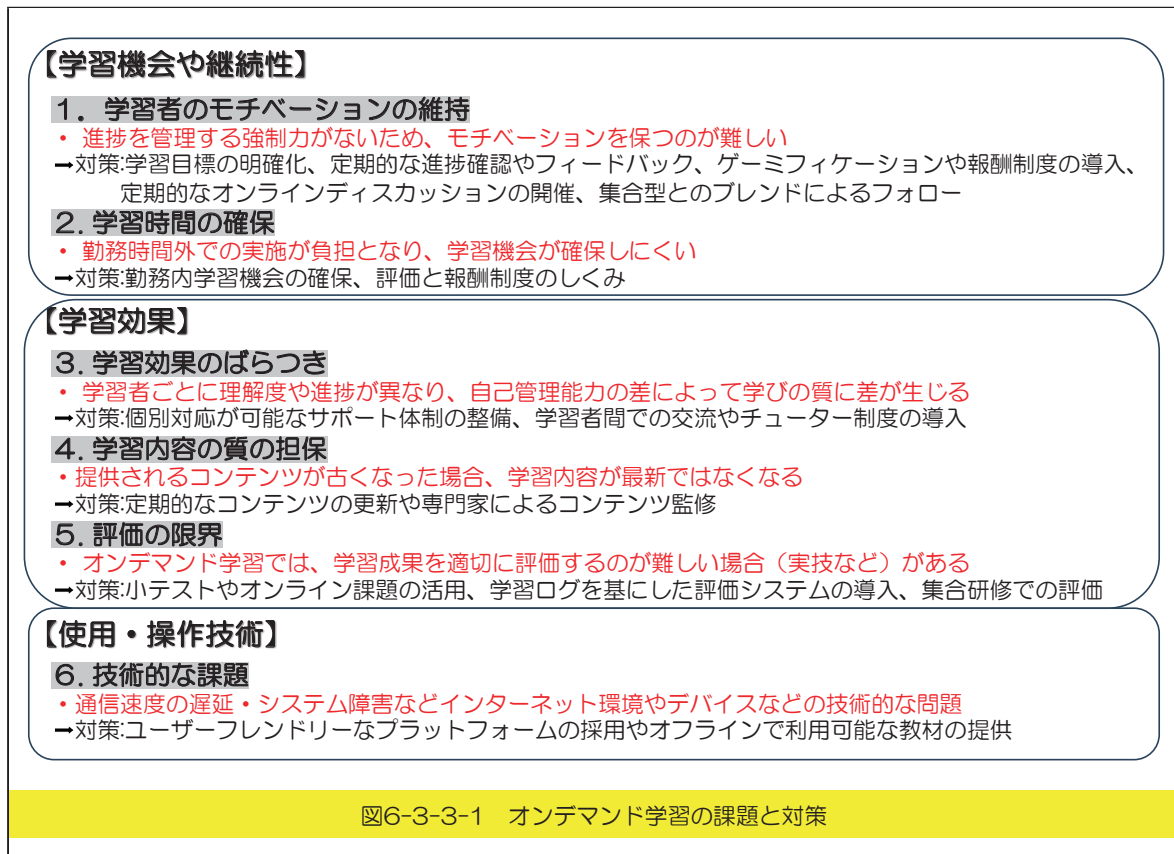 【学習機会や継続性】
1．学習者のモチベーションの維持
・ 進捗を管理する強制力がないため、モチベーションを保つのが難しい
➡対策:学習目標の明確化、定期的な進捗確認やフィードバック、ゲーミフィケーションや報酬制度の導入、
定期的なオンラインディスカッションの開催、集合型とのブレンドによるフォロー
2．学習時間の確保
・ 勤務時間外での実施が負担となり、学習機会が確保しにくい
➡対策:勤務内学習機会の確保、評価と報酬制度のしくみ
【学習効果】
3．学習効果のばらつき
・ 学習者ごとに理解度や進捗が異なり、自己管理能力の差によって学びの質に差が生じる
➡対策:個別対応が可能なサポート体制の整備、学習者間での交流やチューター制度の導入
4．学習内容の質の担保
・提供されるコンテンツが古くなった場合、学習内容が最新ではなくなる
➡対策:定期的なコンテンツの更新や専門家によるコンテンツ監修
5．評価の限界
・ オンデマンド学習では、学習成果を適切に評価するのが難しい場合（実技など）がある
➡対策:小テストやオンライン課題の活用、学習ログを基にした評価システムの導入、集合研修での評価
【使用・操作技術】
6．技術的な課題
・通信速度の遅延・システム障害などインターネット環境やデバイスなどの技術的な問題
➡対策:ユーザーフレンドリーなプラットフォームの採用やオフラインで利用可能な教材の提供
図6-3-3-1　オンデマンド学習の課題と対策